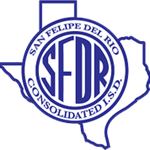 SAN FELIPE DEL RIO
SFDR
CONSOLIDATED I.S.D.